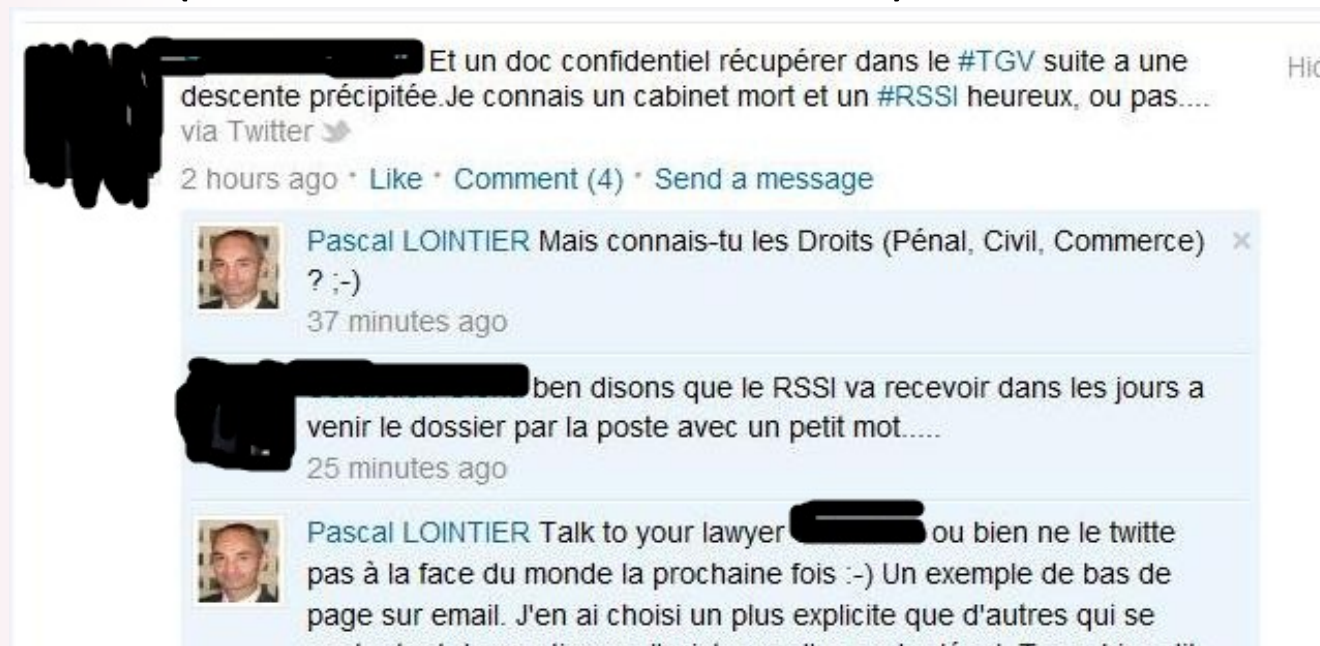 Et un doc confidentiel récupérer dans le #TGV suite a une
Hid
descente précipitée.Je connais un cabinet mort et un #RSSI heureux, ou pas....
via Twitter
2 hours ago · Like · Comment (4) · Send a message
Pascal LOINTIER Mais connais-tu les Droits (Pénal, Civil, Commerce)
? ;-)
37 minutes ago
ben disons que le RSSI va recevoir dans les jours a
venir le dossier par la poste avec un petit mot.....
25 minutes ago
Pascal LOINTIER Talk to your lawyer ou bien ne le twitte
pas à la face du monde la prochaine fois :-) Un exemple de bas de
page sur email. J'en ai choisi un plus explicite que d'autres qui se